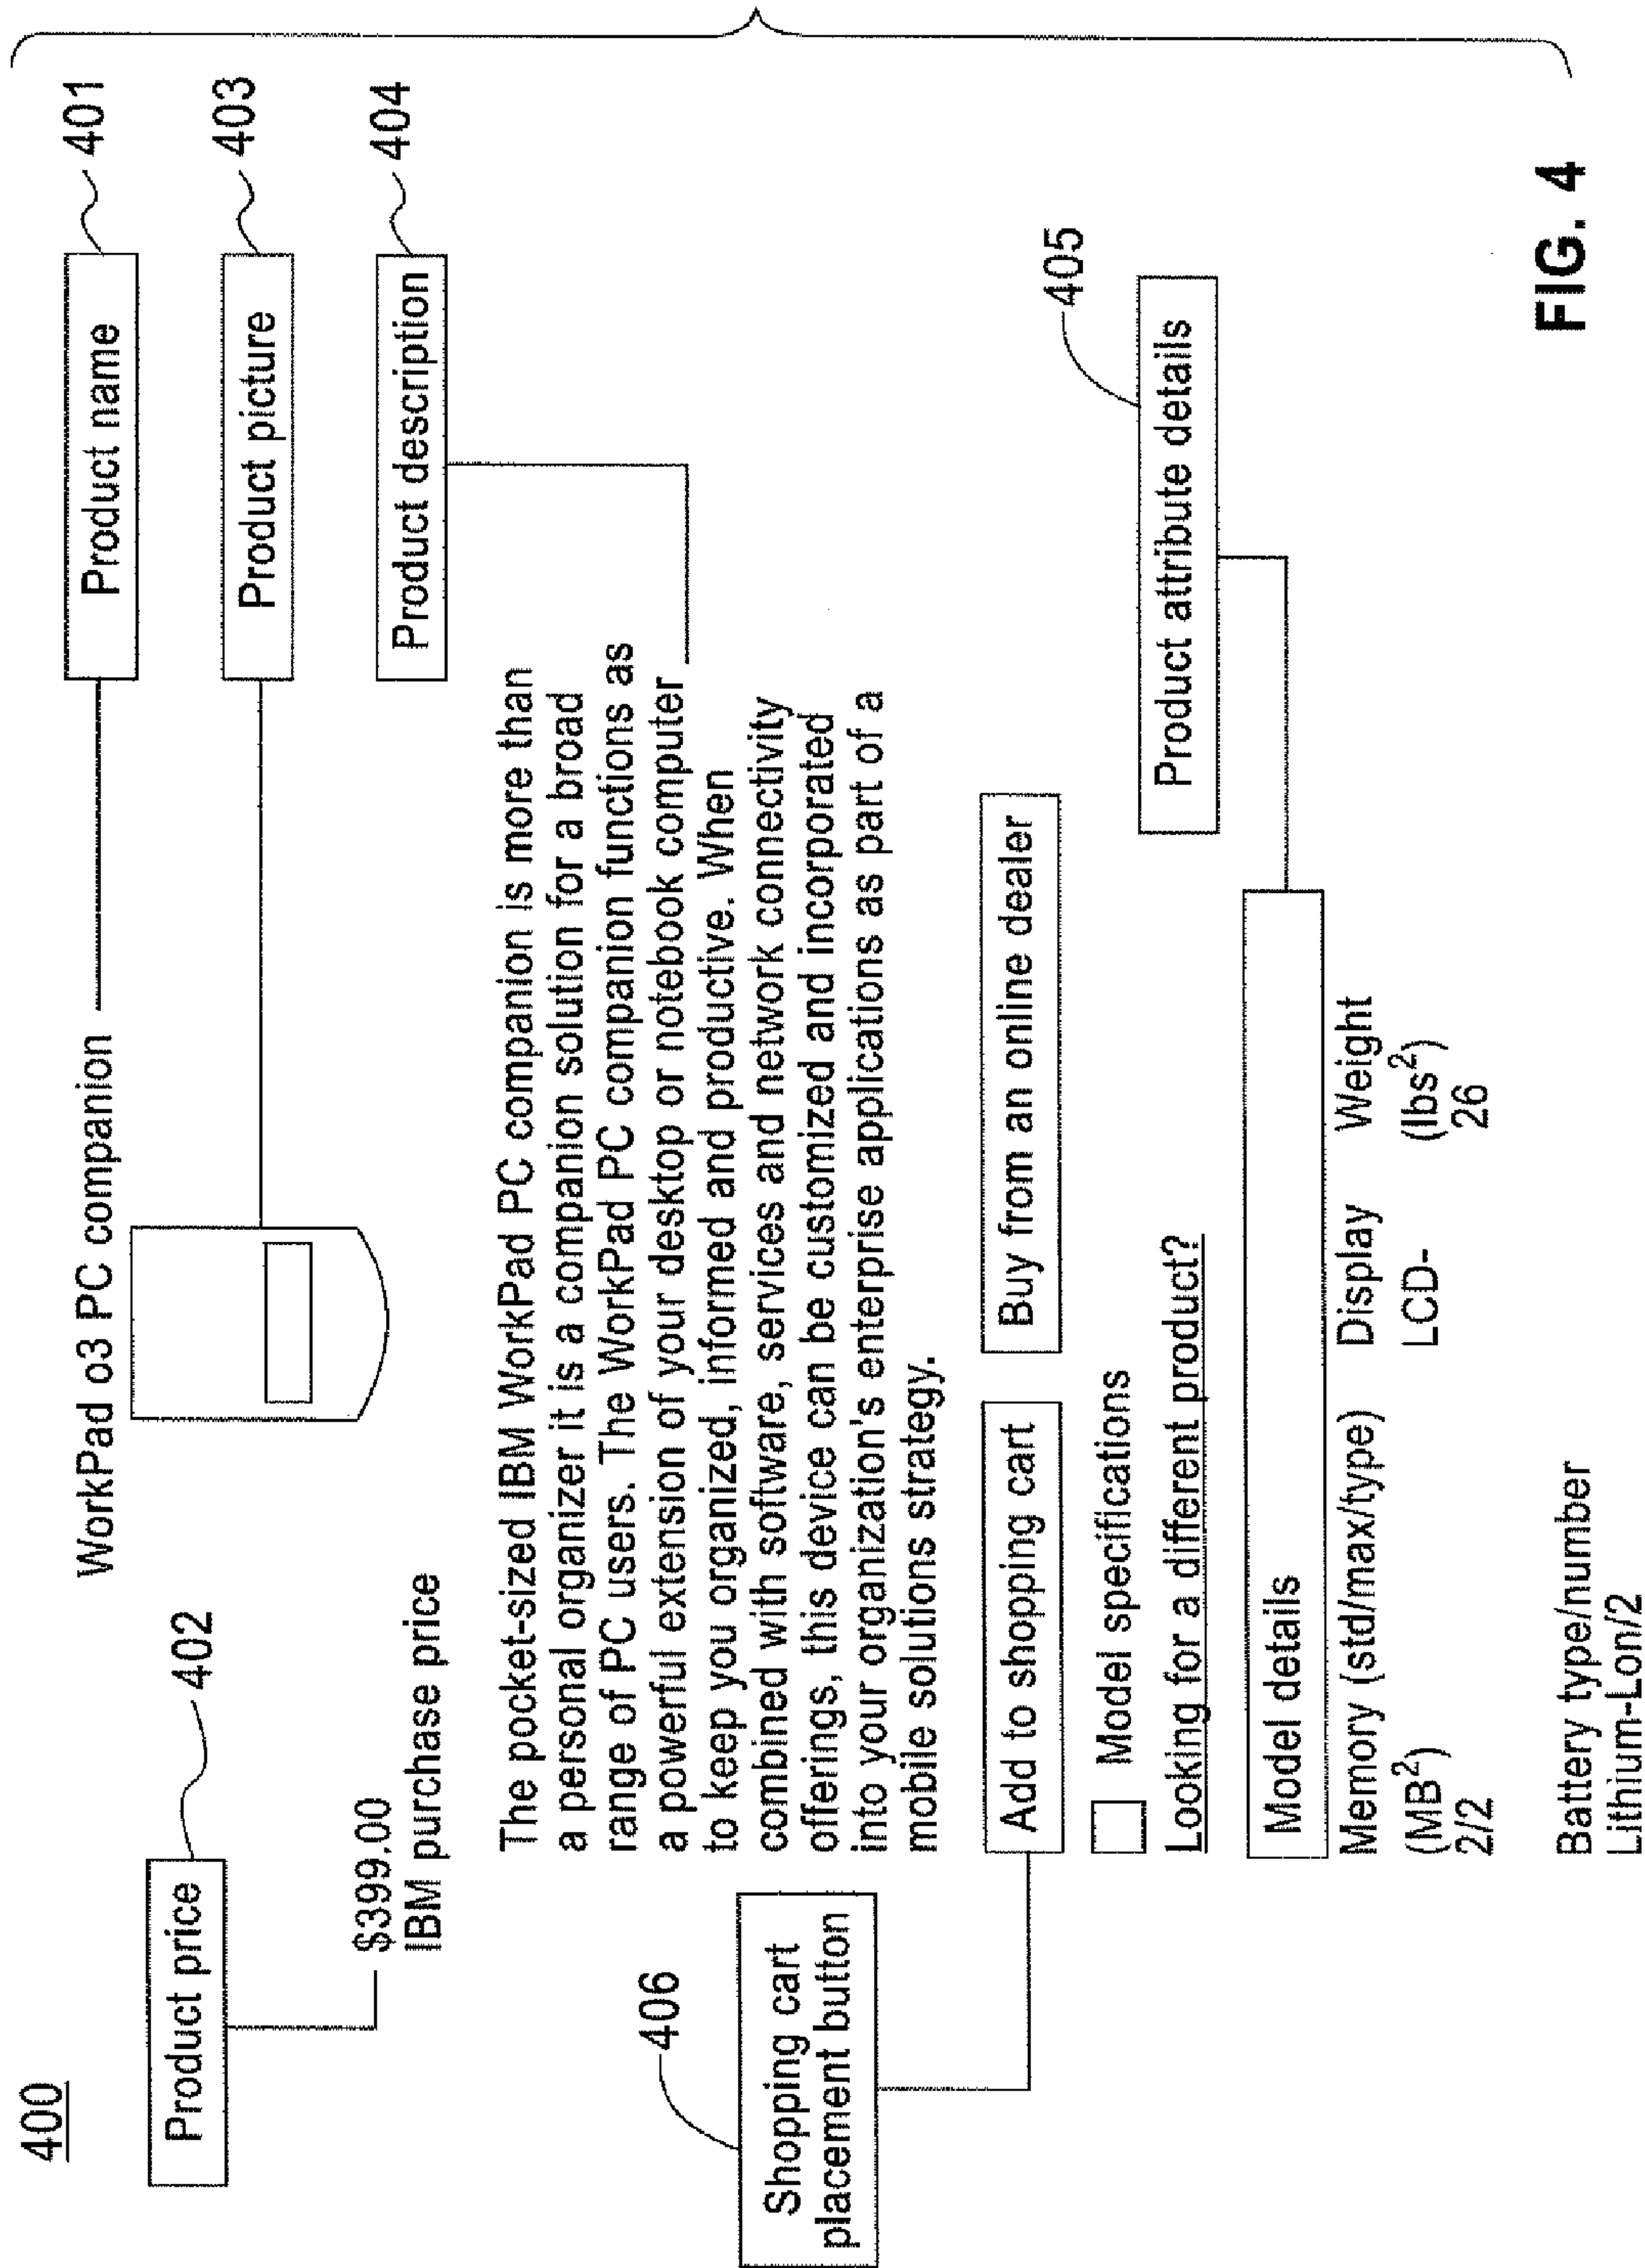 400
Product price
402
$399.00
IBM purchase price
WorkPad o3 PC companion
Product name
401
Product picture
403
Product description
404
The pocket-sized IBM WorkPad PC companion is more than
a personal organizer it is a companion solution for a broad
range of PC users. The WorkPad PC companion functions as
a powerful extension of your desktop or notebook computer
to keep you organized, informed and productive. When
combined with software, services and network connectivity
offerings, this device can be customized and incorporated
into your organization's enterprise applications as part of a
mobile solutions strategy.
406
Shopping cart
placement button
Add to shopping cart
Buy from an online dealer
Model specifications
Looking for a different product?
405
Product attribute details
Model details
Memory (std/max/type) Display Weight
(MB²) LCD- (lbs²)
2/2 26
Battery type/number
Lithium-Lon/2
FIG. 4